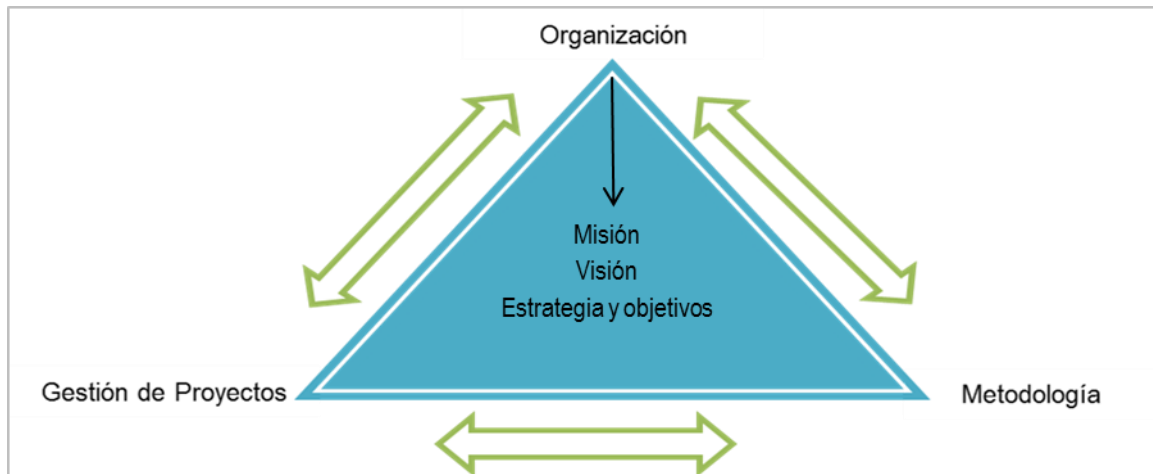 Organización
Misión
Visión
Estrategia y objetivos
Gestión de Proyectos
Metodología